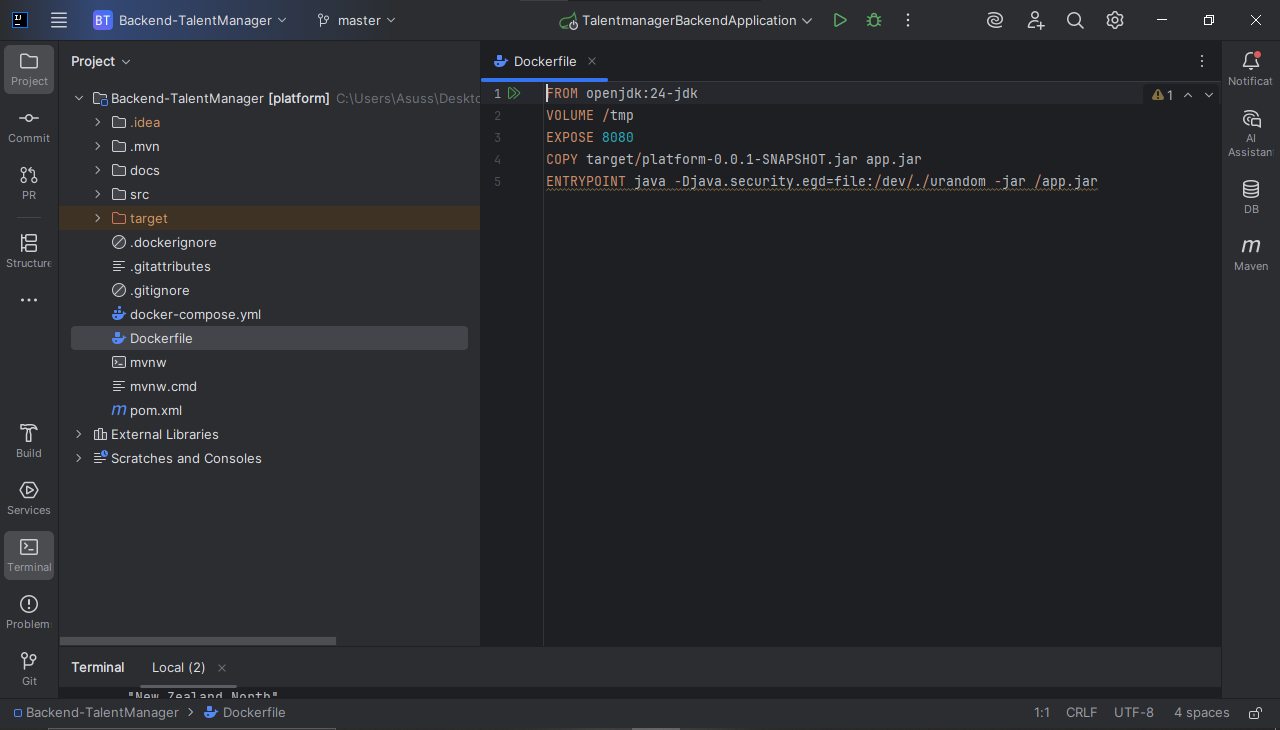 BT Backend-TalentManager master TalentmanagerBackendApplication
Project
Commit
PR
Structure
Build
Services
Terminal
Problem
Git
Project
Backend-TalentManager [platform] C:\Users\Asuss\Deskto
.idea
.mvn
docs
src
target
.dockerignore
.gitattributes
.gitignore
docker-compose.yml
Dockerfile
mvnw
mvnw.cmd
m pom.xml
External Libraries
Scratches and Consoles
Dockerfile
1 FROM openjdk:24-jdk
2 VOLUME /tmp
3 EXPOSE 8080
4 COPY target/platform-0.0.1-SNAPSHOT.jar app.jar
5 ENTRYPOINT java -Djava.security.egd=file:/dev/./urandom -jar /app.jar
1
Notificat
AI
Assistan
DB
m
Maven
Terminal Local (2)
"New Zealand North"
Backend-TalentManager Dockerfile 1:1 CRLF UTF-8 4 spaces